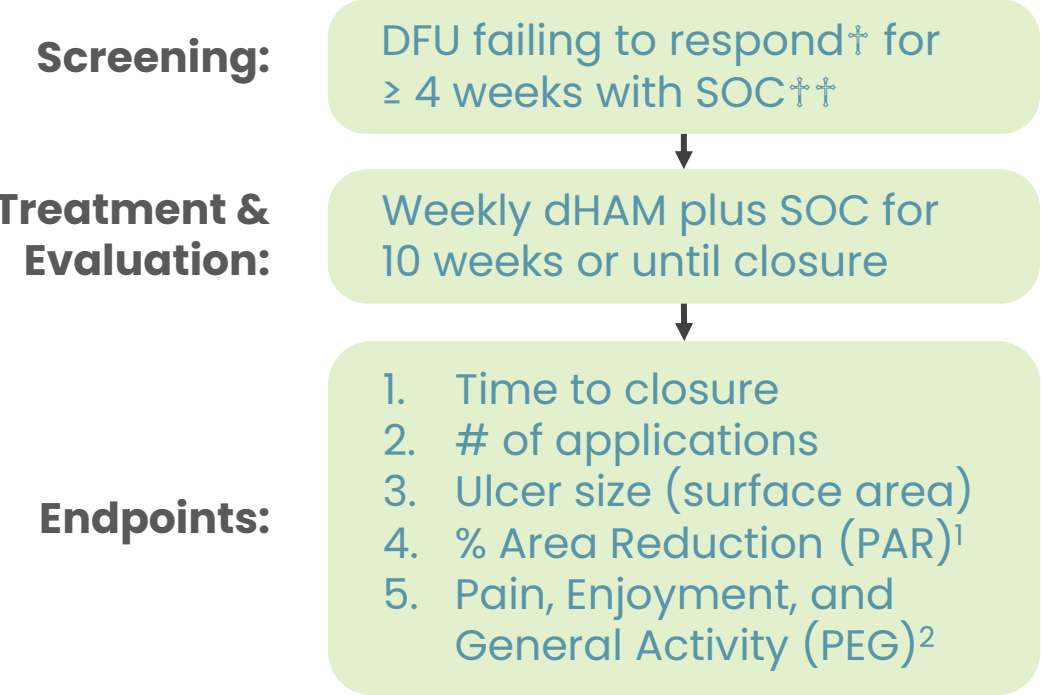 Screening:
DFU failing to respond† for
≥ 4 weeks with SOC††
Treatment &
Evaluation:
Weekly dHAM plus SOC for
10 weeks or until closure
Endpoints:
1. Time to closure
2. # of applications
3. Ulcer size (surface area)
4. % Area Reduction (PAR)¹
5. Pain, Enjoyment, and
General Activity (PEG)²